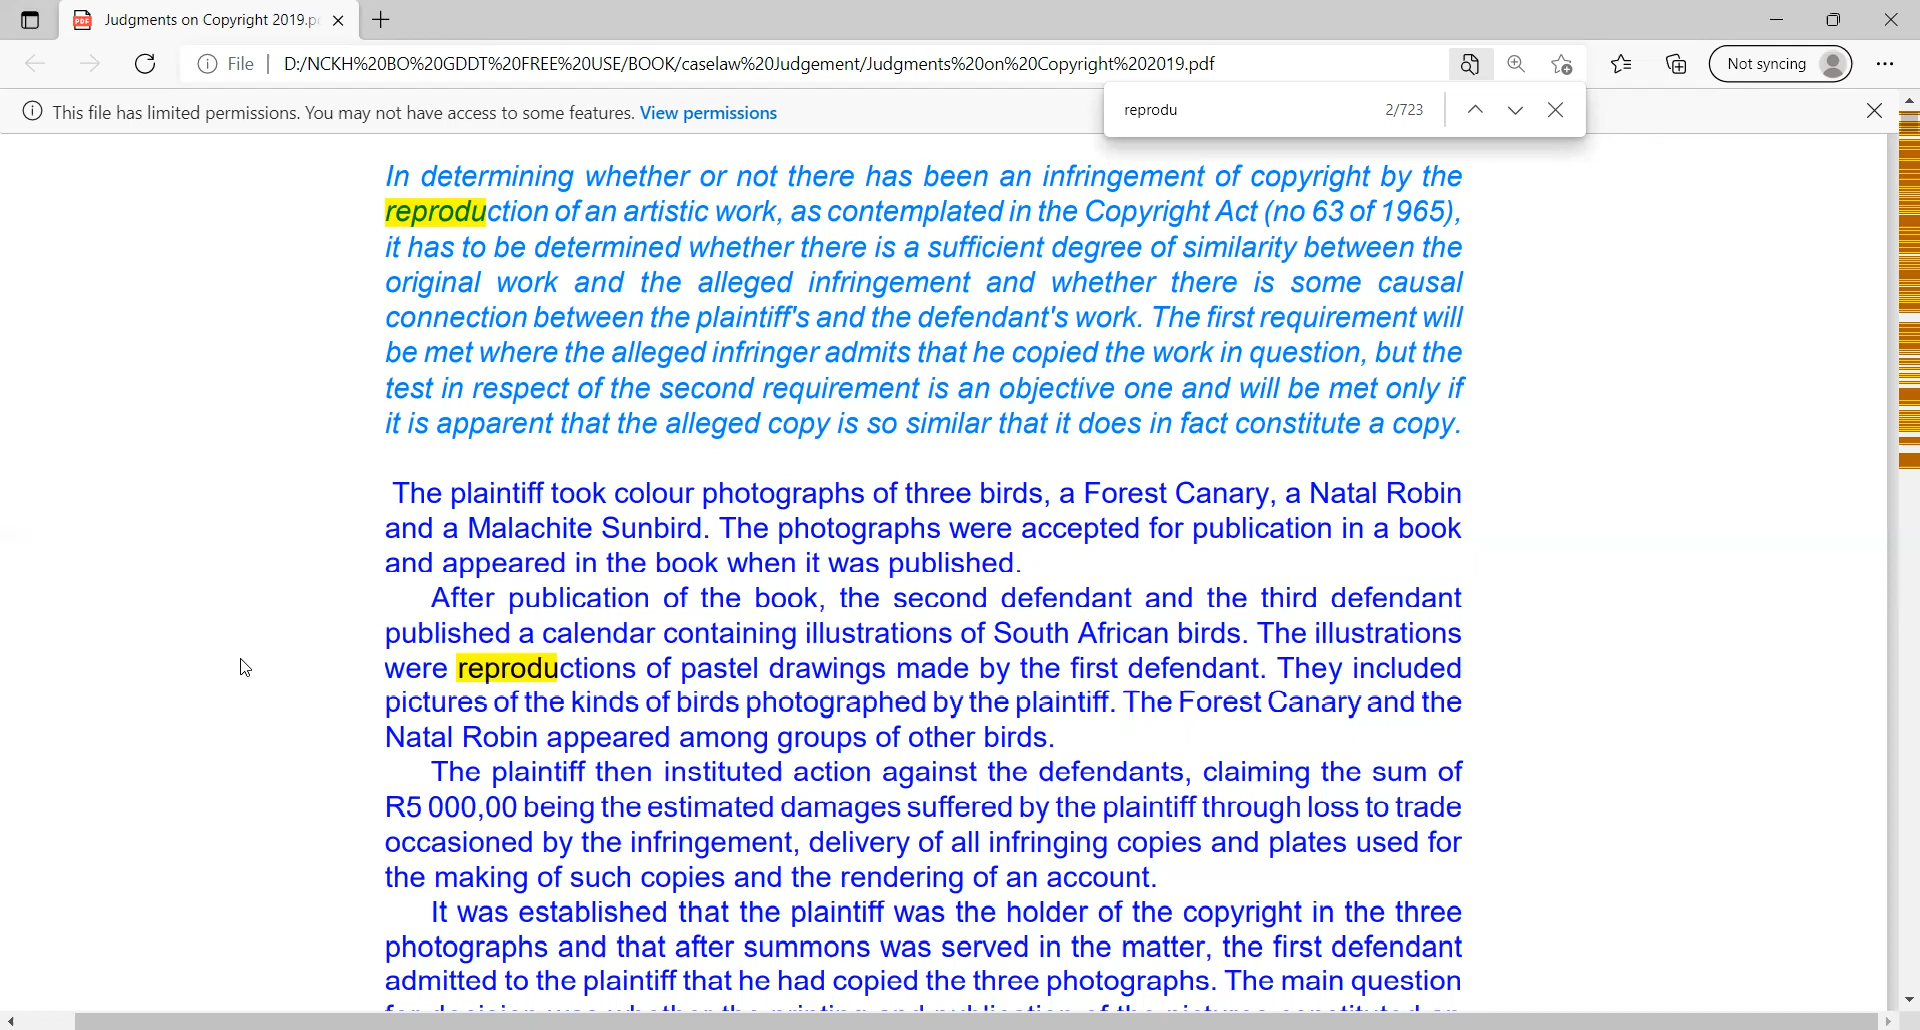 Judgments on Copyright 2019.p
File
D:/NCKH%20BO%20GDDT%20FREE%20USE/BOOK/caselaw%20Judgement/Judgments%20on%20Copyright%202019.pdf
Not syncing
This file has limited permissions. You may not have access to some features. View permissions
reprodu 2/723
In determining whether or not there has been an infringement of copyright by the
reproduction of an artistic work, as contemplated in the Copyright Act (no 63 of 1965),
it has to be determined whether there is a sufficient degree of similarity between the
original work and the alleged infringement and whether there is some causal
connection between the plaintiff's and the defendant's work. The first requirement will
be met where the alleged infringer admits that he copied the work in question, but the
test in respect of the second requirement is an objective one and will be met only if
it is apparent that the alleged copy is so similar that it does in fact constitute a copy.
The plaintiff took colour photographs of three birds, a Forest Canary, a Natal Robin
and a Malachite Sunbird. The photographs were accepted for publication in a book
and appeared in the book when it was published.
After publication of the book, the second defendant and the third defendant
published a calendar containing illustrations of South African birds. The illustrations
were reproductions of pastel drawings made by the first defendant. They included
pictures of the kinds of birds photographed by the plaintiff. The Forest Canary and the
Natal Robin appeared among groups of other birds.
The plaintiff then instituted action against the defendants, claiming the sum of
R5 000,00 being the estimated damages suffered by the plaintiff through loss to trade
occasioned by the infringement, delivery of all infringing copies and plates used for
the making of such copies and the rendering of an account.
It was established that the plaintiff was the holder of the copyright in the three
photographs and that after summons was served in the matter, the first defendant
admitted to the plaintiff that he had copied the three photographs. The main question